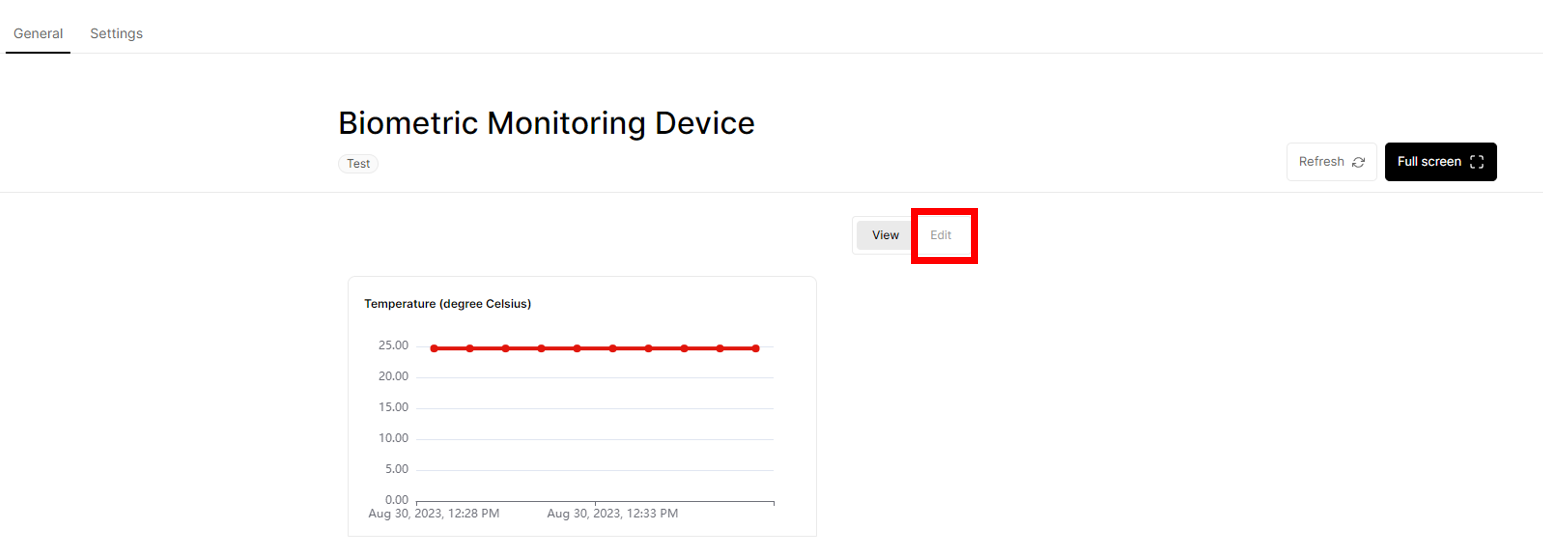 General Settings
Biometric Monitoring Device
Test
Refresh
Full screen
View Edit
Temperature (degree Celsius)
25.00
20.00
15.00
10.00
5.00
0.00
Aug 30, 2023, 12:28 PM Aug 30, 2023, 12:33 PM